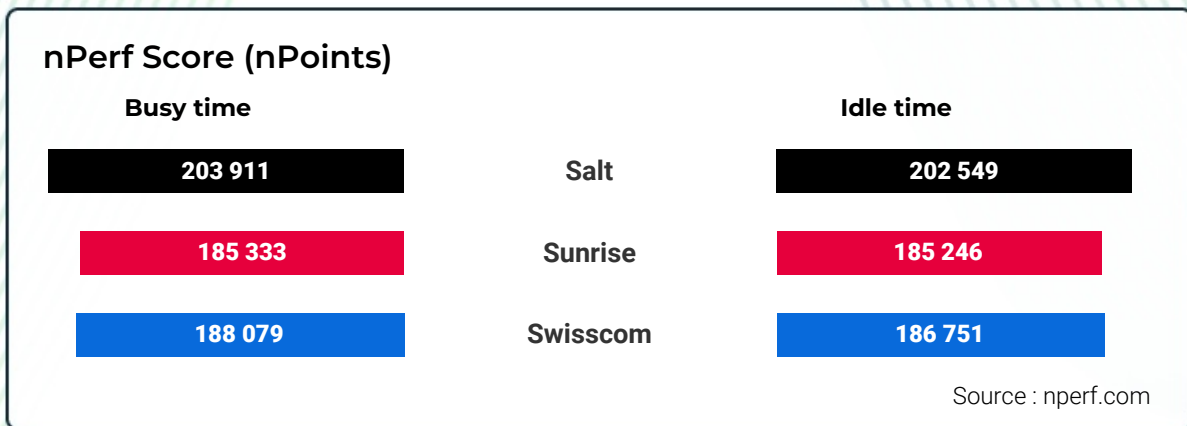 nPerf Score (nPoints)
Busy time Idle time
203 911 Salt 202 549
185 333 Sunrise 185 246
188 079 Swisscom 186 751
Source : nperf.com